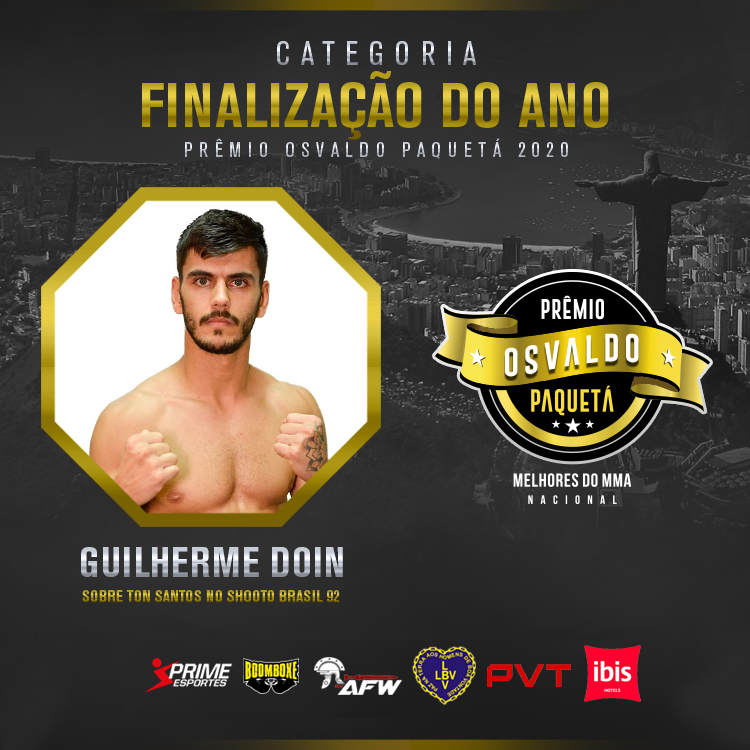 CATEGORIA
FINALIZAÇÃO DO ANO
PRÊMIO OSVALDO PAQUETÁ 2020
PRÊMIO
OSVALDO
PAQUETÁ
MELHORES DO MMA
NACIONAL
GUILHERME DOIN
SOBRE TON SANTOS NO SHOOTO BRASIL 92
PRIME
ESPORTES
BOOMBOXE
AFW
L
LBV
V
PVT
ibis
HOTELS